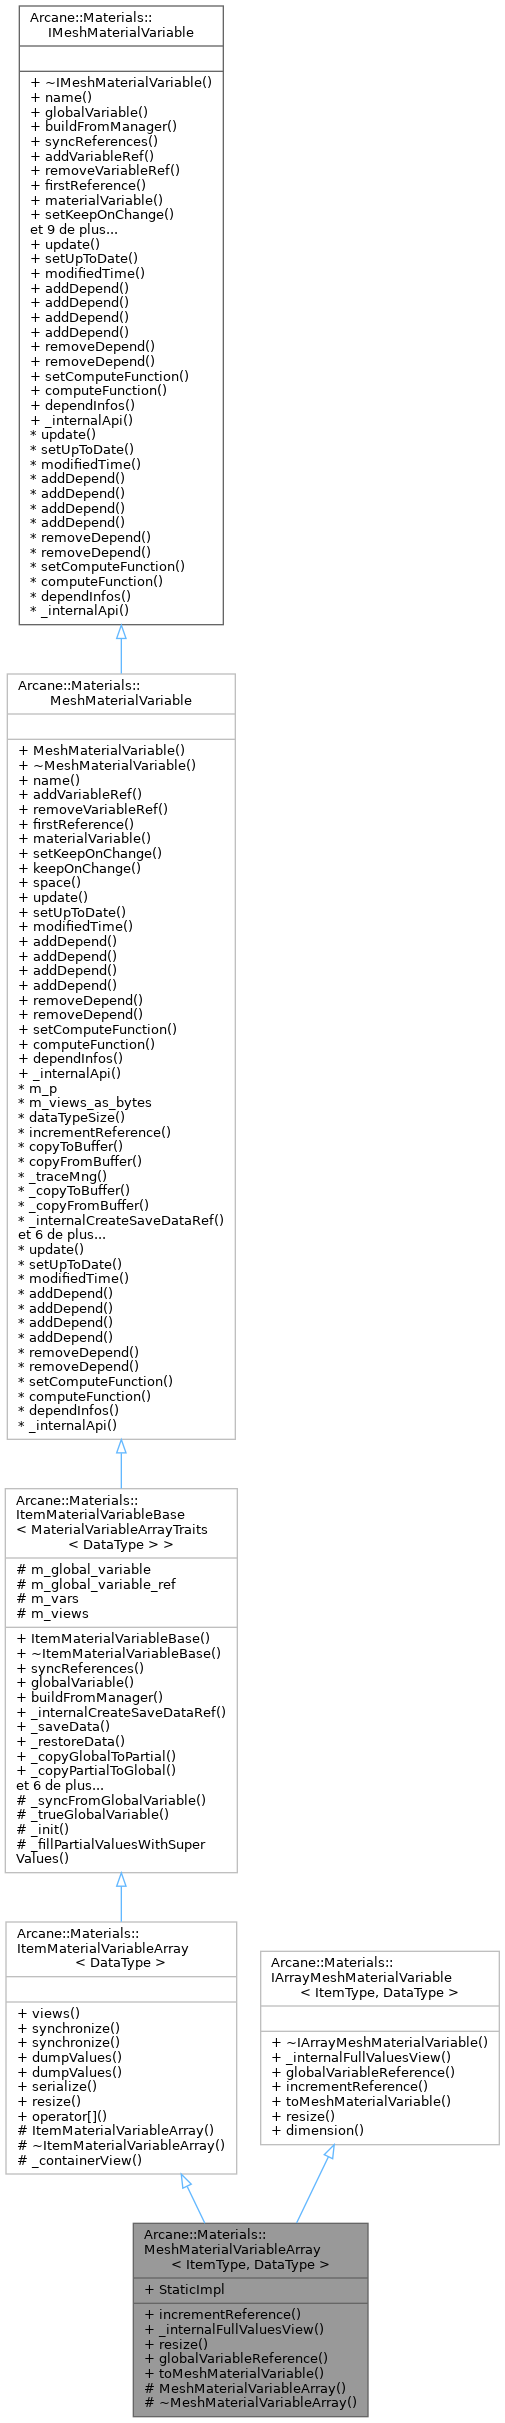 Arcane::Materials::
IMeshMaterialVariable
+ ~IMeshMaterialVariable()
+ name()
+ globalVariable()
+ buildFromManager()
+ syncReferences()
+ addVariableRef()
+ removeVariableRef()
+ firstReference()
+ materialVariable()
+ setKeepOnChange()
et 9 de plus...
+ update()
+ setUpToDate()
+ modifiedTime()
+ addDepend()
+ addDepend()
+ addDepend()
+ addDepend()
+ removeDepend()
+ removeDepend()
+ setComputeFunction()
+ computeFunction()
+ dependInfos()
+ _internalApi()
* update()
* setUpToDate()
* modifiedTime()
* addDepend()
* addDepend()
* addDepend()
* addDepend()
* removeDepend()
* removeDepend()
* setComputeFunction()
* computeFunction()
* dependInfos()
* _internalApi()
Arcane::Materials::
MeshMaterialVariable
+ MeshMaterialVariable()
+ ~MeshMaterialVariable()
+ name()
+ addVariableRef()
+ removeVariableRef()
+ firstReference()
+ materialVariable()
+ setKeepOnChange()
+ keepOnChange()
+ space()
+ update()
+ setUpToDate()
+ modifiedTime()
+ addDepend()
+ addDepend()
+ addDepend()
+ addDepend()
+ removeDepend()
+ removeDepend()
+ setComputeFunction()
+ computeFunction()
+ dependInfos()
+ _internalApi()
* m_p
* m_views_as_bytes
* dataTypeSize()
* incrementReference()
* copyToBuffer()
* copyFromBuffer()
* _traceMng()
* _copyToBuffer()
* _copyFromBuffer()
* _internalCreateSaveDataRef()
et 6 de plus...
* update()
* setUpToDate()
* modifiedTime()
* addDepend()
* addDepend()
* addDepend()
* addDepend()
* removeDepend()
* removeDepend()
* setComputeFunction()
* computeFunction()
* dependInfos()
* _internalApi()
Arcane::Materials::
ItemMaterialVariableBase
< MaterialVariableArrayTraits
< DataType > >
# m_global_variable
# m_global_variable_ref
# m_vars
# m_views
+ ItemMaterialVariableBase()
+ ~ItemMaterialVariableBase()
+ syncReferences()
+ globalVariable()
+ buildFromManager()
+ _internalCreateSaveDataRef()
+ _saveData()
+ _restoreData()
+ _copyGlobalToPartial()
+ _copyPartialToGlobal()
et 6 de plus...
# _syncFromGlobalVariable()
# _trueGlobalVariable()
# _init()
# _fillPartialValuesWithSuper
Values()
Arcane::Materials::
ItemMaterialVariableArray
< DataType >
+ views()
+ synchronize()
+ synchronize()
+ dumpValues()
+ dumpValues()
+ serialize()
+ resize()
+ operator[]()
# ItemMaterialVariableArray()
# ~ItemMaterialVariableArray()
# _containerView()
Arcane::Materials::
IArrayMeshMaterialVariable
< ItemType, DataType >
+ ~IArrayMeshMaterialVariable()
+ _internalFullValuesView()
+ globalVariableReference()
+ incrementReference()
+ toMeshMaterialVariable()
+ resize()
+ dimension()
Arcane::Materials::
MeshMaterialVariableArray
< ItemType, DataType >
+ StaticImpl
+ incrementReference()
+ _internalFullValuesView()
+ resize()
+ globalVariableReference()
+ toMeshMaterialVariable()
# MeshMaterialVariableArray()
# ~MeshMaterialVariableArray()